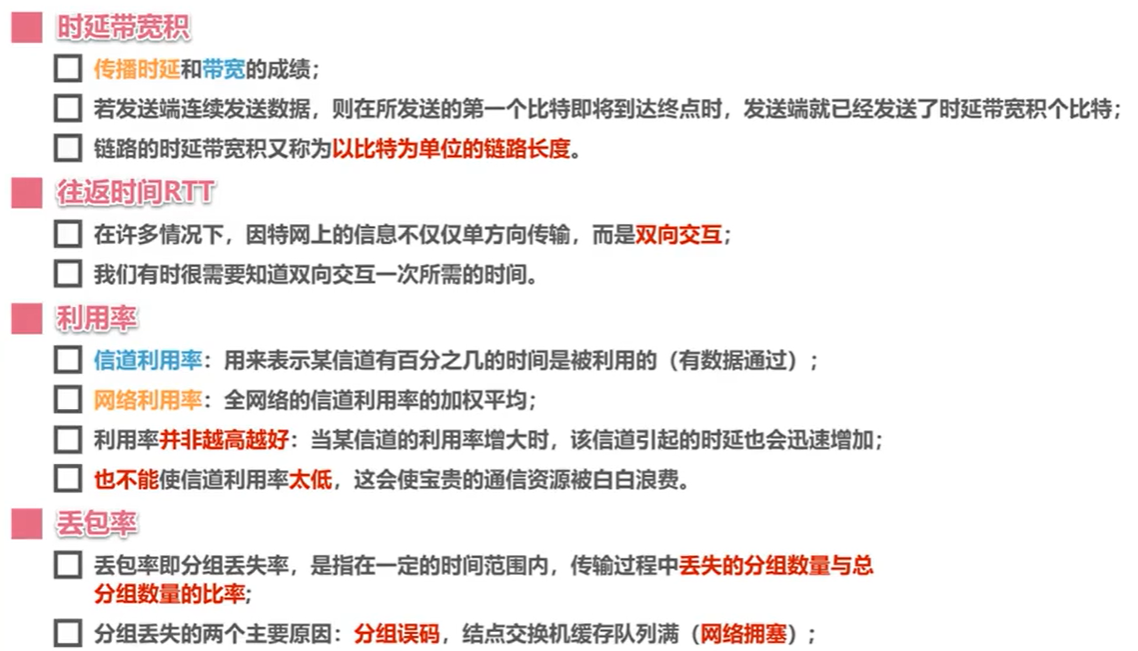 时延带宽积
传播时延和带宽的成绩；
若发送端连续发送数据，则在所发送的第一个比特即将到达终点时，发送端就已经发送了时延带宽积个比特；
链路的时延带宽积又称为以比特为单位的链路长度。
往返时间RTT
在许多情况下，因特网上的信息不仅仅单方向传输，而是双向交互；
我们有时很需要知道双向交互一次所需的时间。
利用率
信道利用率：用来表示某信道有百分之几的时间是被利用的（有数据通过）；
网络利用率：全网络的信道利用率的加权平均；
利用率并非越高越好：当某信道的利用率增大时，该信道引起的时延也会迅速增加；
也不能使信道利用率太低，这会使宝贵的通信资源被白白浪费。
丢包率
丢包率即分组丢失率，是指在一定的时间范围内，传输过程中丢失的分组数量与总
分组数量的比率；
分组丢失的两个主要原因：分组误码，结点交换机缓存队列满（网络拥塞）；